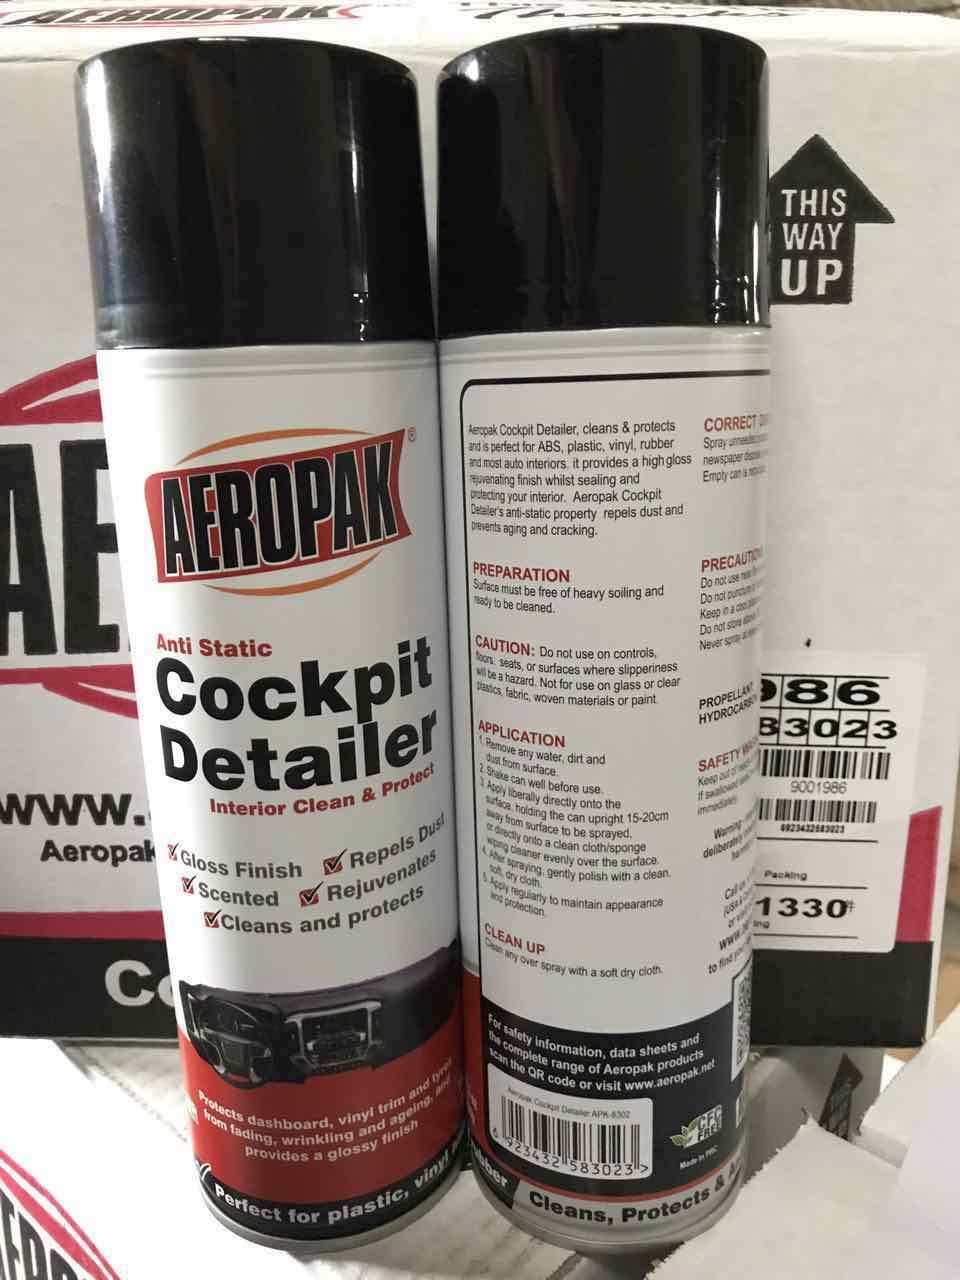 AEROPAK
THIS
WAY
UP
AEROPAK®
Anti Static
Cockpit
Detailer
Interior Clean & Protect
Gloss Finish
Repels Dust
Scented
Rejuvenates
Cleans and protects
Protects dashboard, vinyl trim and tyres
from fading, wrinkling and ageing, and
provides a glossy finish
Perfect for plastic, vinyl
Aeropak Cockpit Detailer, cleans & protects
and is perfect for ABS, plastic, vinyl, rubber
and most auto interiors. it provides a high gloss
rejuvenating finish whilst sealing and
protecting your interior. Aeropak Cockpit
Detailer's anti-static property repels dust and
prevents aging and cracking.
PREPARATION
Surface must be free of heavy soiling and
ready to be cleaned.
CAUTION: Do not use on controls,
floors, seats, or surfaces where slipperiness
will be a hazard. Not for use on glass or clear
plastics, fabric, woven materials or paint.
APPLICATION
1. Remove any water, dirt and
dust from surface.
2. Shake can well before use.
3. Apply liberally directly onto the
surface, holding the can upright 15-20cm
away from surface to be sprayed,
or directly onto a clean cloth/sponge
wiping cleaner evenly over the surface.
4. After spraying, gently polish with a clean,
soft, dry cloth.
5. Apply regularly to maintain appearance
and protection.
CLEAN UP
Clean any over spray with a soft dry cloth.
CORRECT
Spray
newspaper
Empty can is
Do not use
Do not puncture
Keep in a cool
Do not store
Never spray
PROPELLANT
SAFETY
Keep out
If swallowed
immediately
Warning
For safety information, data sheets and
the complete range of Aeropak products
scan the QR code or visit www.aeropak.net
Aeropak Cockpit Detailer APK-8302
6 923432 583023 >
CFC
FREE
Made in PRC
Cleans, Protects &
www.
Aeropak
986
83023
9001986
6923432583023
Packing
1330#